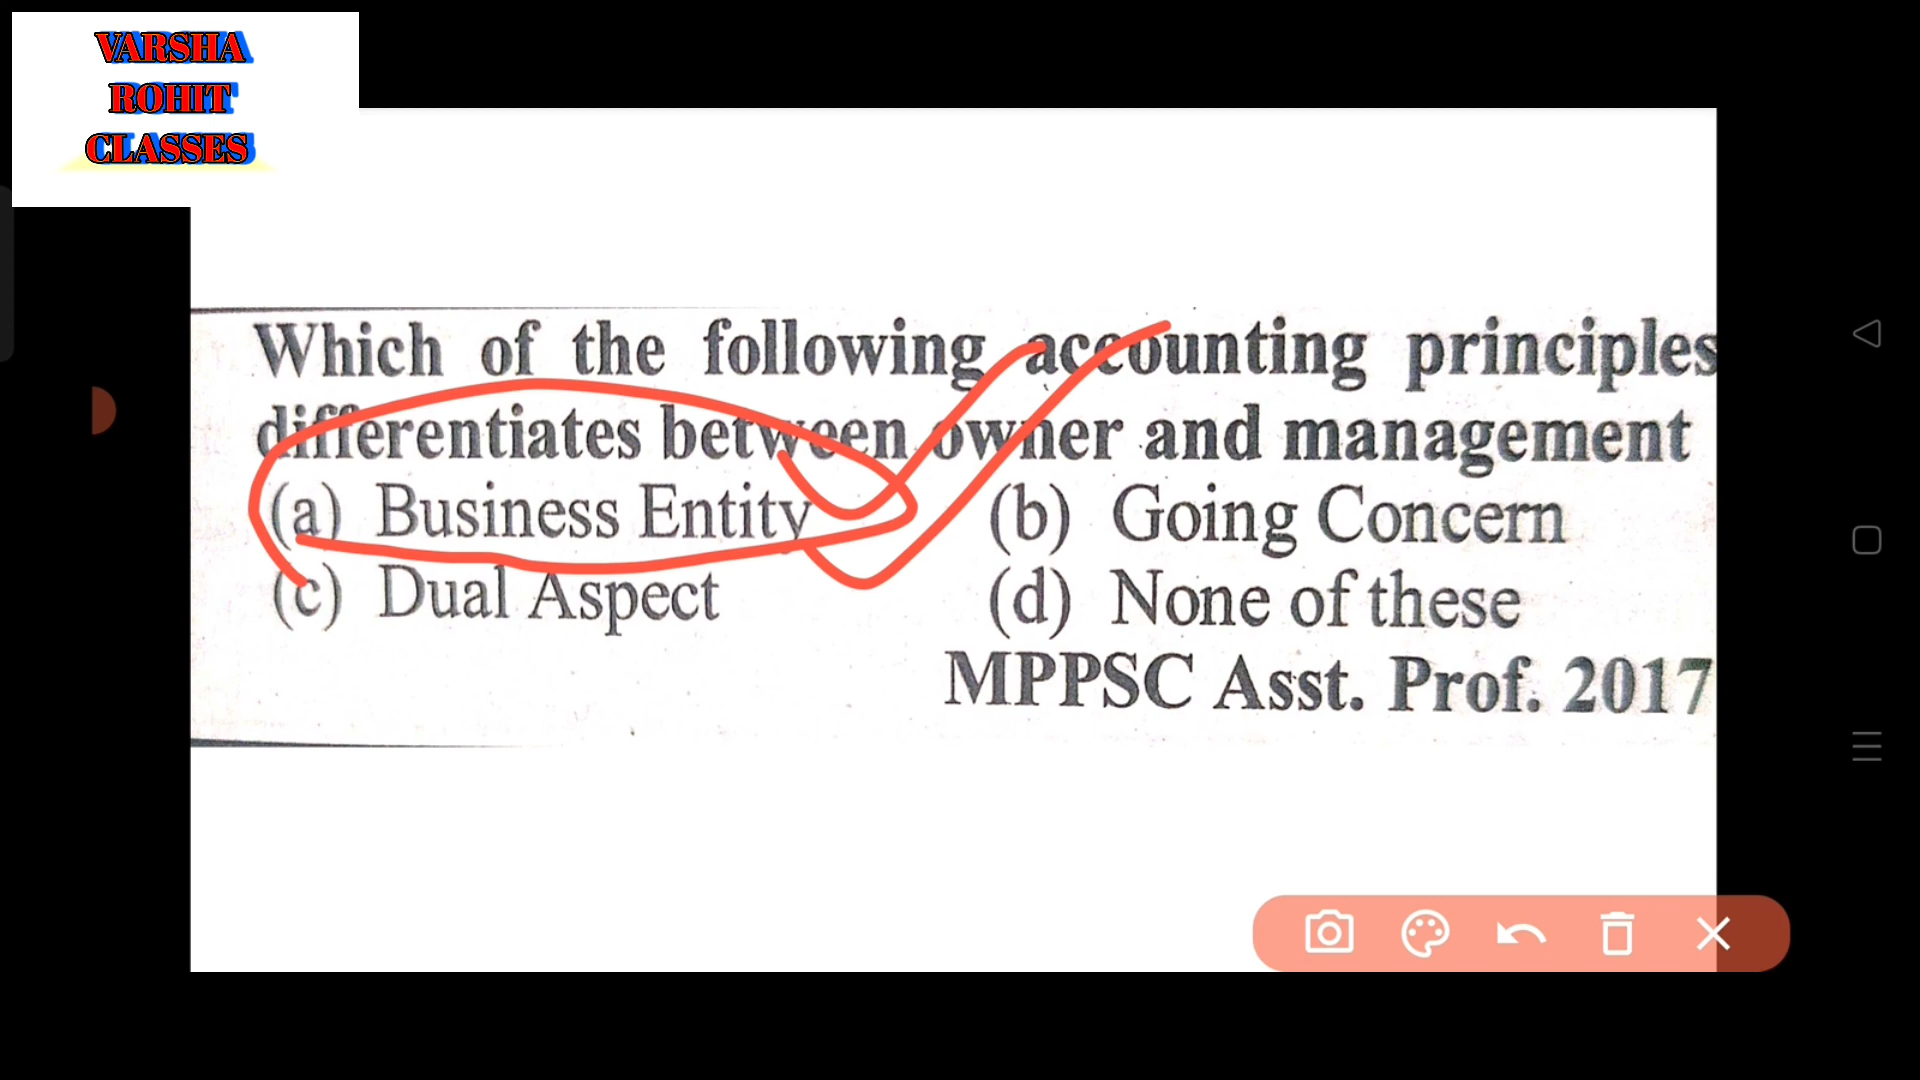 VARSHA
ROHIT
CLASSES
Which of the following accounting principles
differentiates between owner and management
(a) Business Entity (b) Going Concern
(c) Dual Aspect (d) None of these
MPPSC Asst. Prof. 2017